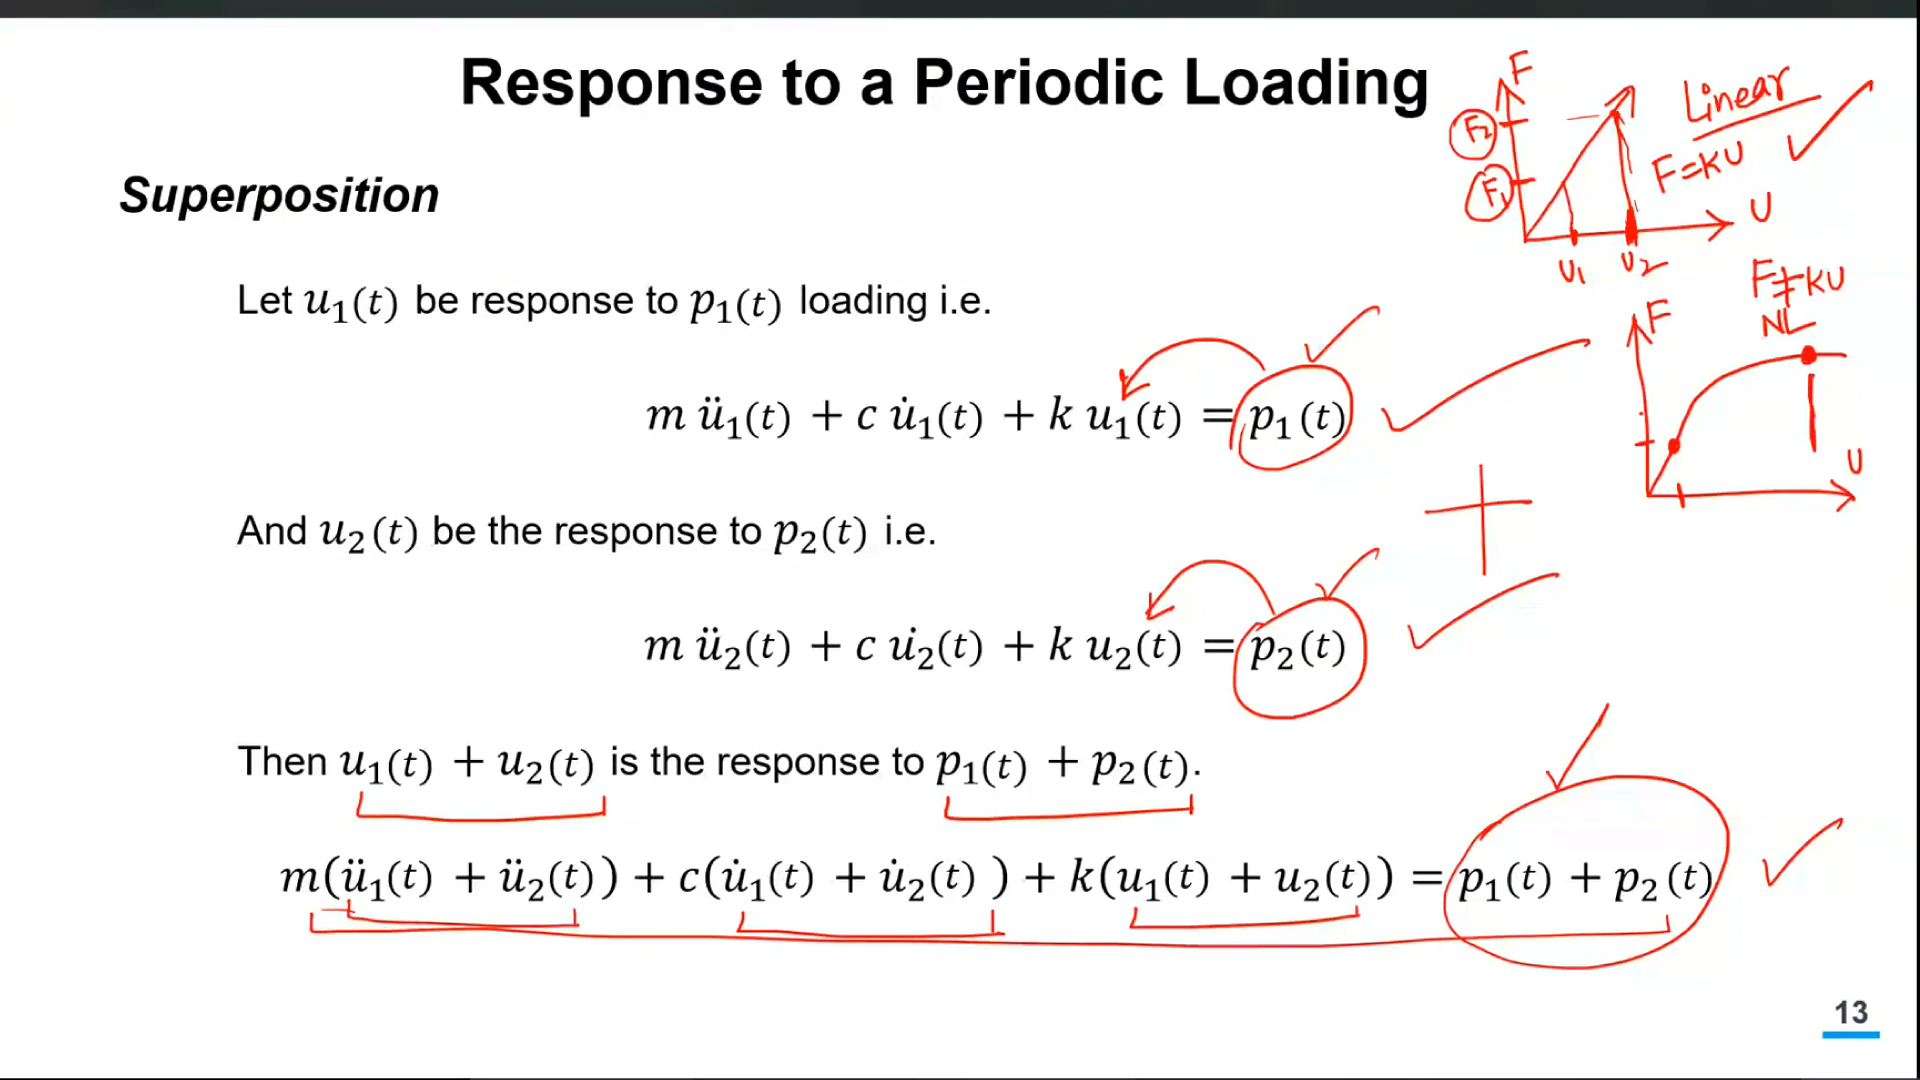 Response to a Periodic Loading
Superposition
Let u₁(t) be response to p₁(t) loading i.e.
m ü₁(t) + c u̇₁(t) + k u₁(t) = p₁(t)
And u₂(t) be the response to p₂(t) i.e.
m ü₂(t) + c u̇₂(t) + k u₂(t) = p₂(t)
Then u₁(t) + u₂(t) is the response to p₁(t) + p₂(t).
m(ü₁(t) + ü₂(t)) + c(u̇₁(t) + u̇₂(t) ) + k(u₁(t) + u₂(t)) = p₁(t) + p₂(t)
F
F₂
F₁
Linear
F=KU
U
U₁ U₂
F≠KU
NL
F
U
13